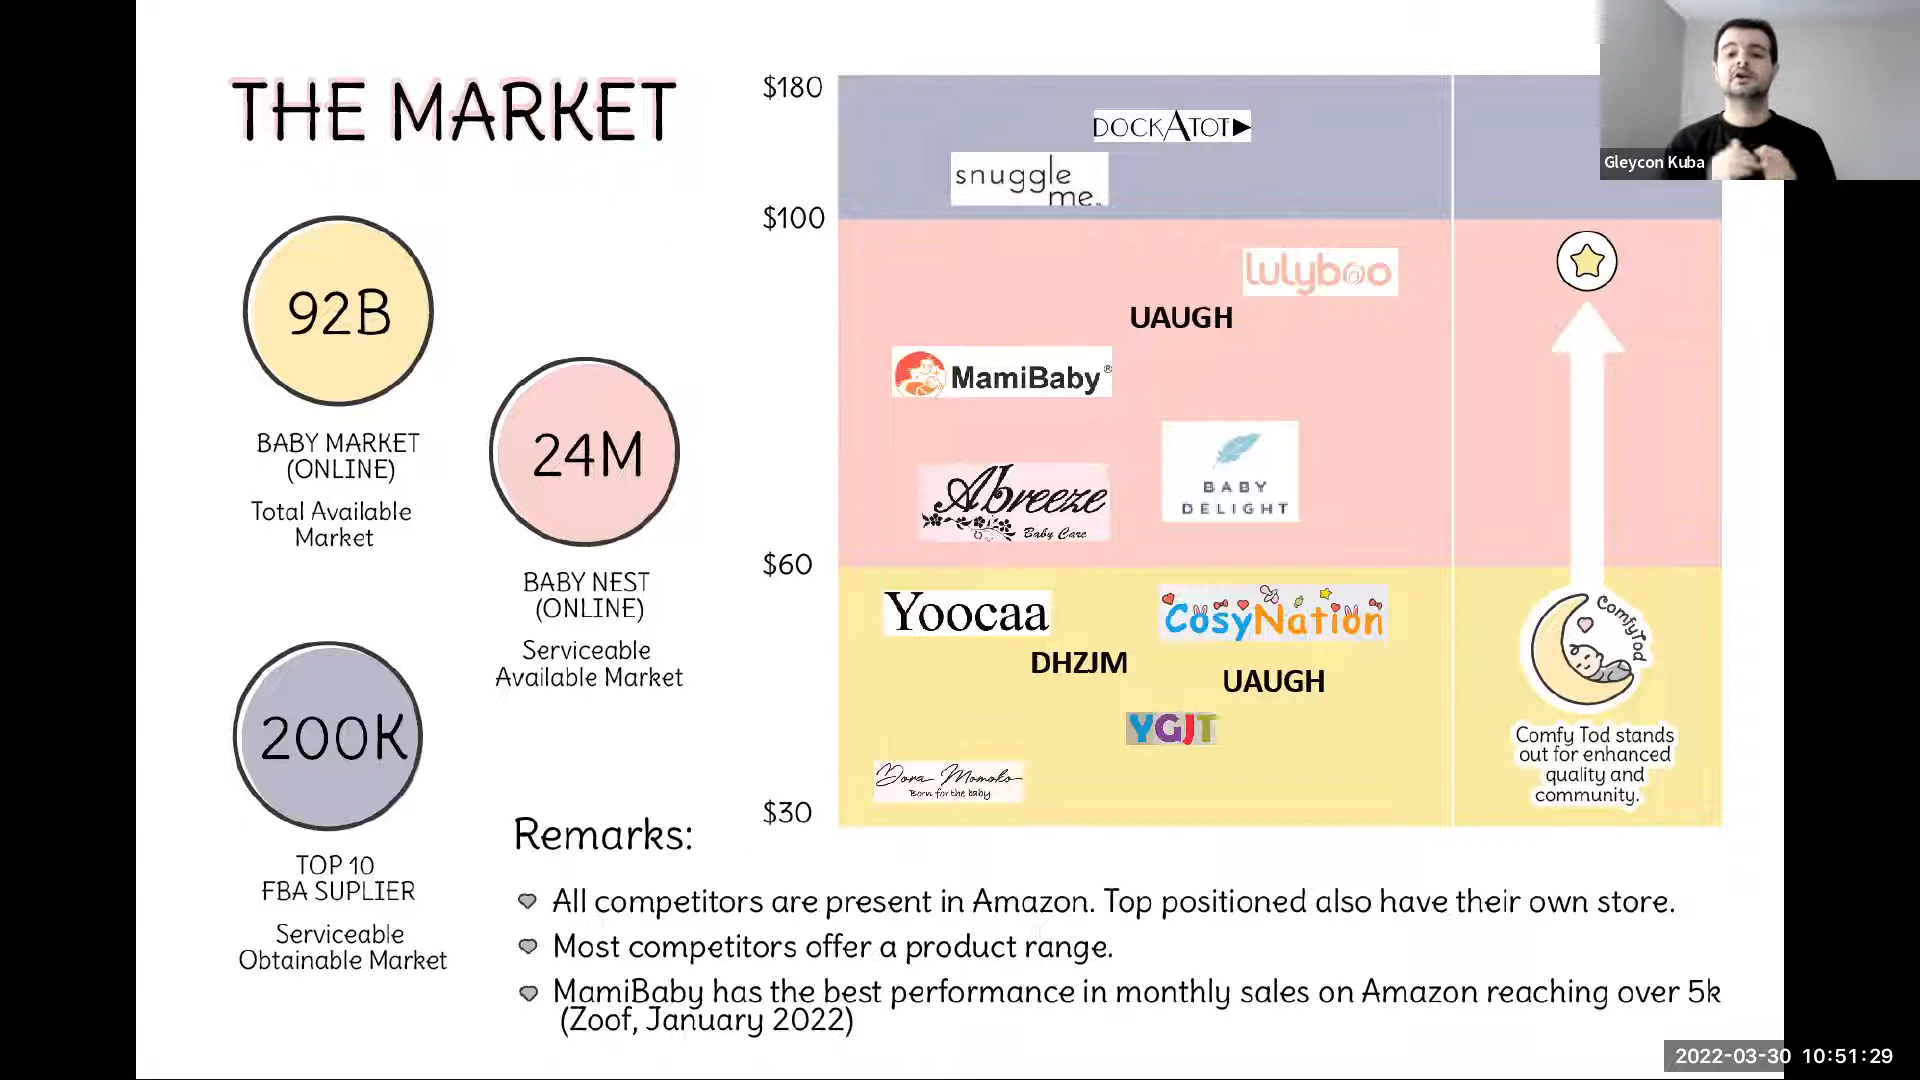 THE MARKET
92B
BABY MARKET
(ONLINE)
Total Available
Market
24M
BABY NEST
(ONLINE)
Serviceable
Available Market
200K
TOP 10
FBA SUPLIER
Serviceable
Obtainable Market
$180
$100
$60
$30
DOCKATOT
snuggle
me
lulyboo
UAUGH
MamiBaby®
Abreeze
Baby Care
BABY
DELIGHT
Yoocaa
CosyNation
DHZJM
UAUGH
YGJT
Dora Momoko
Born for the baby
ComfyTod
Comfy Tod stands
out for enhanced
quality and
community.
Remarks:
All competitors are present in Amazon. Top positioned also have their own store.
Most competitors offer a product range.
MamiBaby has the best performance in monthly sales on Amazon reaching over 5k
(Zoof, January 2022)
Gleycon Kuba
2022-03-30 10:51:29